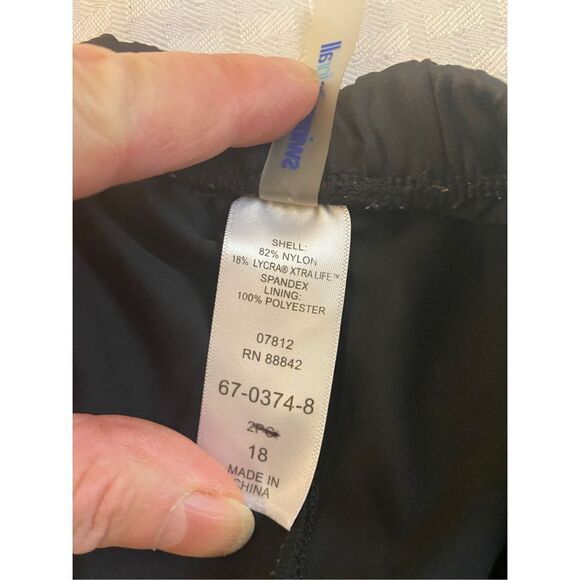 SHELL:
82% NYLON
18% LYCRA® XTRA LIFE™
SPANDEX
LINING:
100% POLYESTER
07812
RN 88842
67-0374-8
2PC
18
MADE IN
CHINA